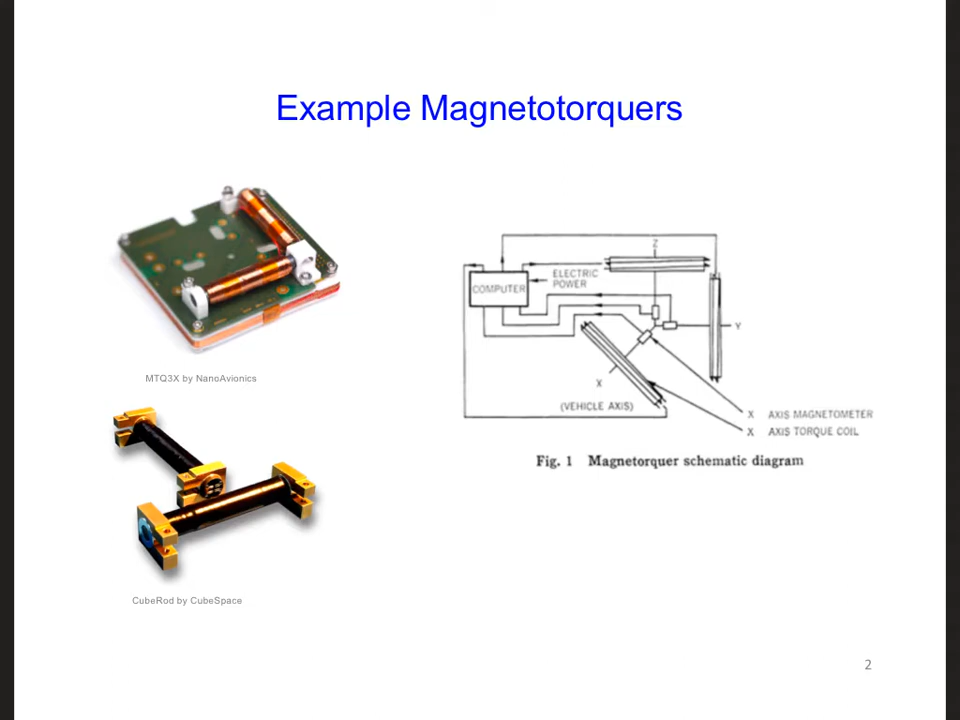 Example Magnetotorquers
MTQ3X by NanoAvionics
CubeRod by CubeSpace
Z
ELECTRIC
POWER
COMPUTER
Y
X
(VEHICLE AXIS)
X AXIS MAGNETOMETER
X AXIS TORQUE COIL
Fig. 1 Magnetorquer schematic diagram
2